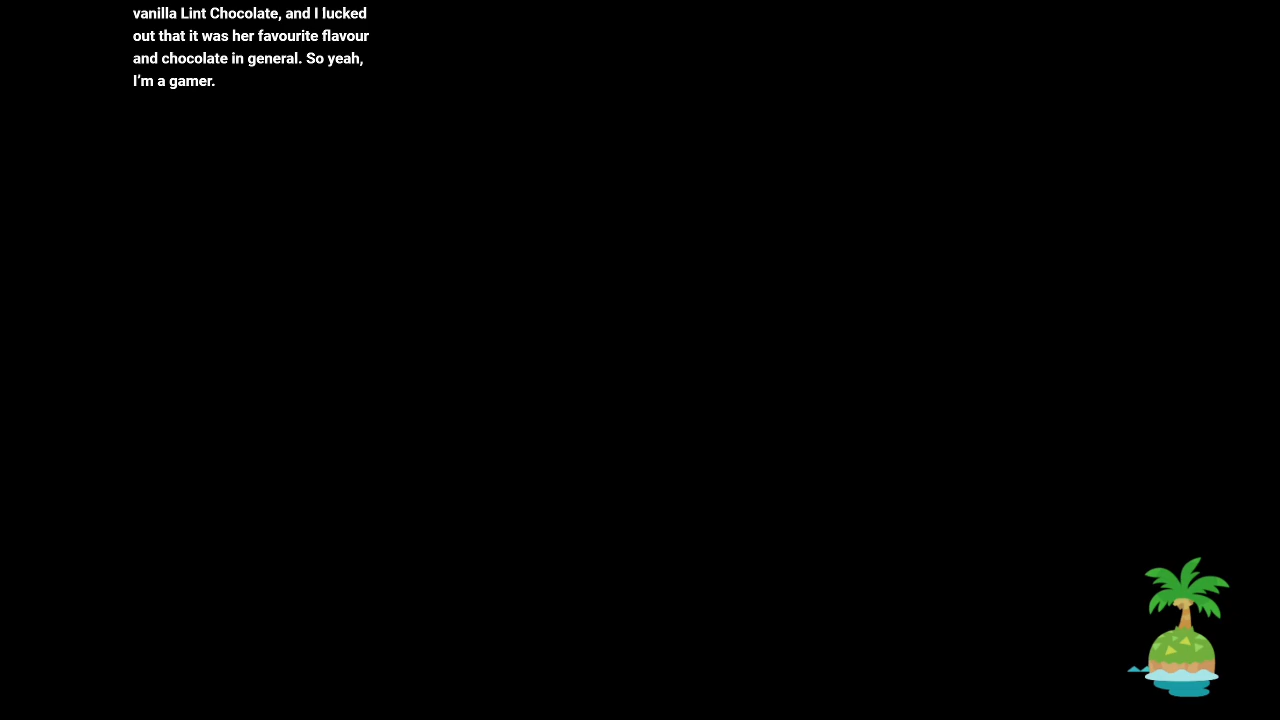 vanilla Lint Chocolate, and I lucked
out that it was her favourite flavour
and chocolate in general. So yeah,
I'm a gamer.